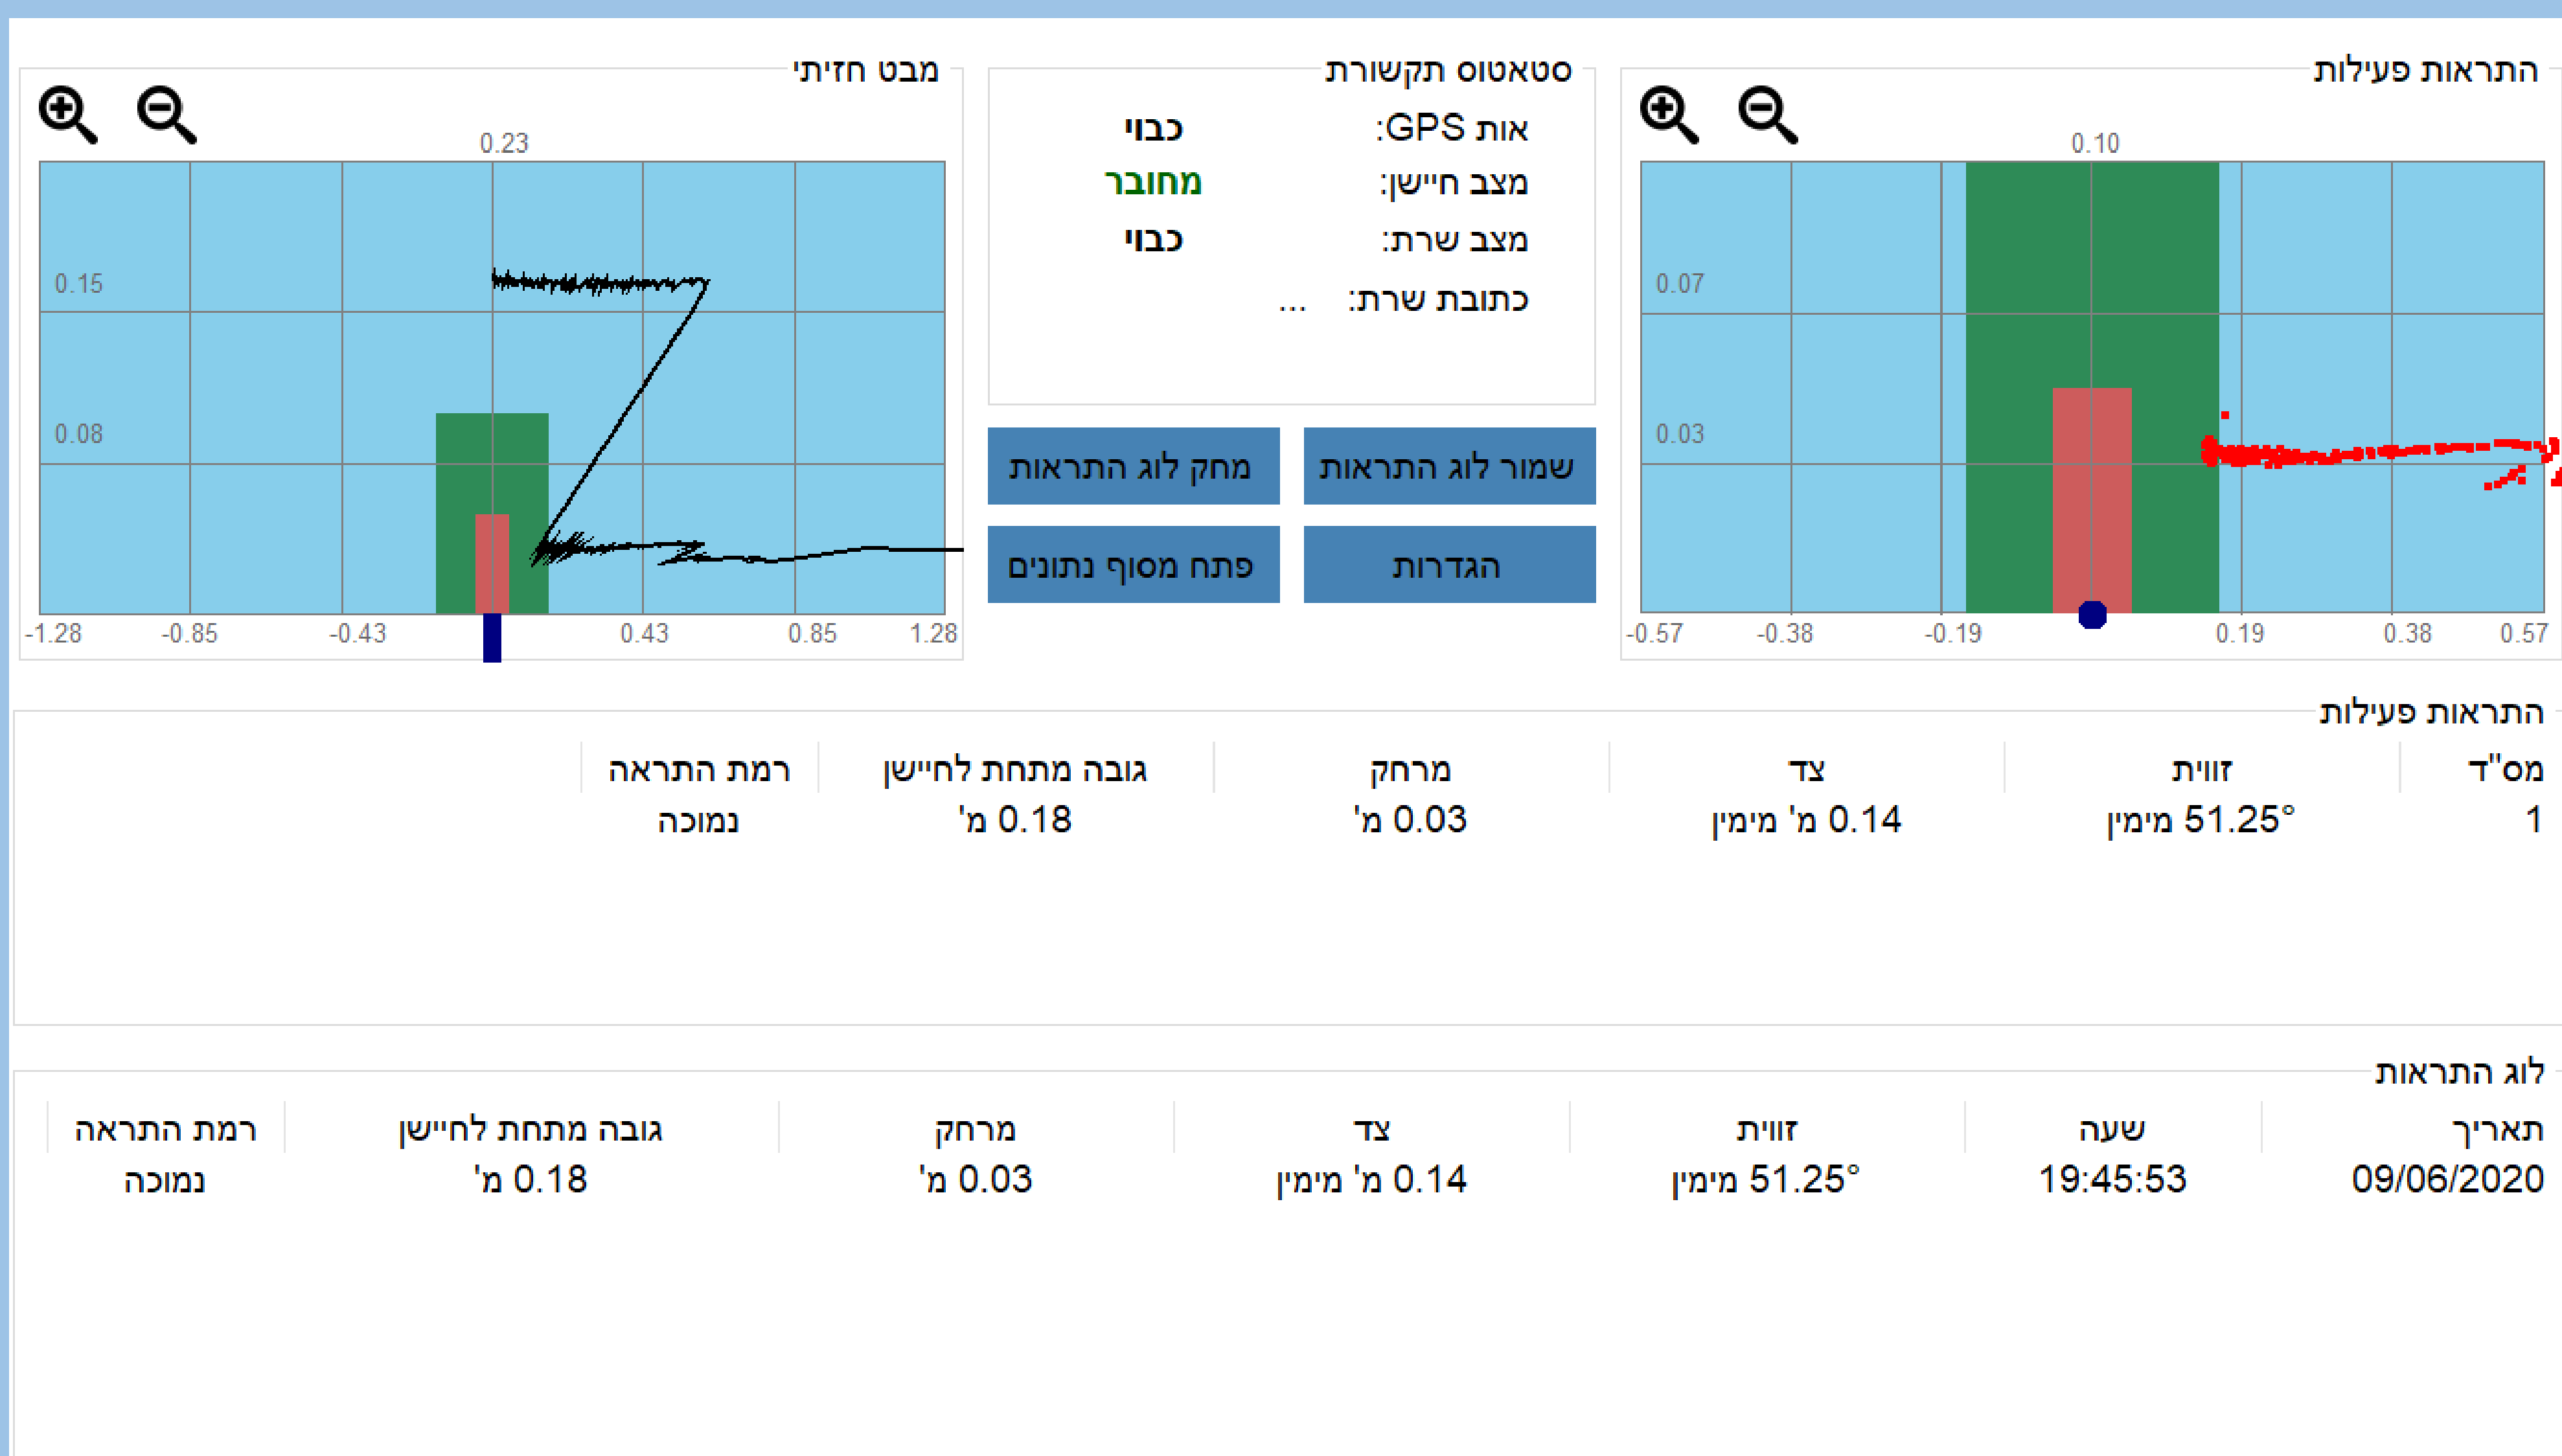 התראות פעילות
0.10
0.07
0.03
-0.57 -0.38 -0.19 0.19 0.38 0.57
סטאטוס תקשורת
אות GPS: כבוי
מצב חיישן: מחובר
מצב שרת: כבוי
כתובת שרת: ...
שמור לוג התראות
מחק לוג התראות
הגדרות
פתח מסוף נתונים
מבט חזיתי
0.23
0.15
0.08
-1.28 -0.85 -0.43 0.43 0.85 1.28
התראות פעילות
מס"ד זווית צד מרחק גובה מתחת לחיישן רמת התראה
1 51.25° מימין 0.14 מ' מימין 0.03 מ' 0.18 מ' נמוכה
לוג התראות
תאריך שעה זווית צד מרחק גובה מתחת לחיישן רמת התראה
09/06/2020 19:45:53 51.25° מימין 0.14 מ' מימין 0.03 מ' 0.18 מ' נמוכה